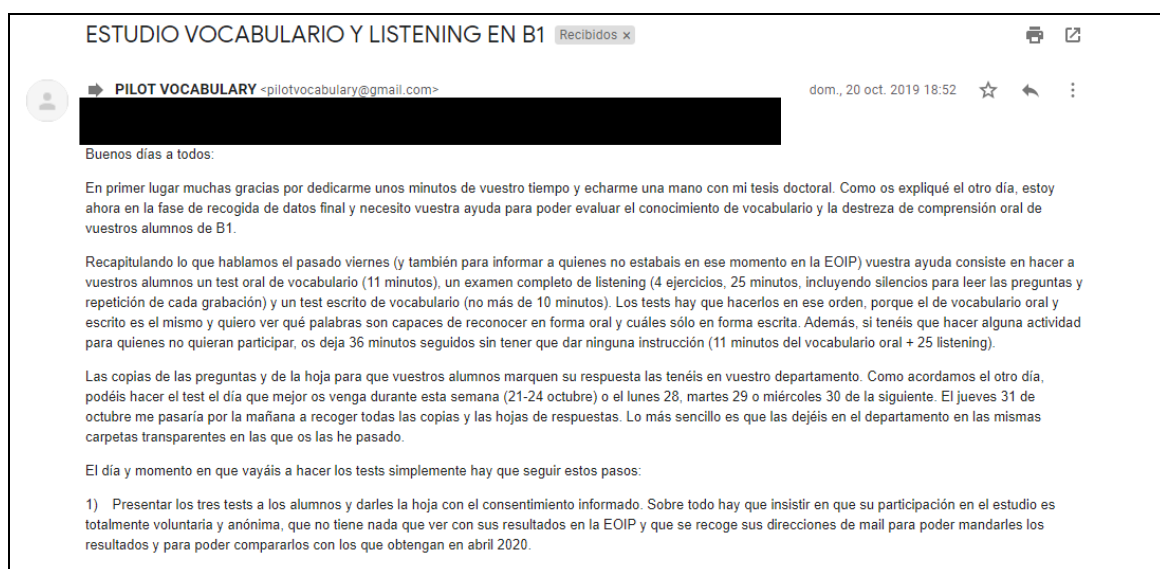 ESTUDIO VOCABULARIO Y LISTENING EN B1 Recibidos x
PILOT VOCABULARY <pilotvocabulary@gmail.com> dom., 20 oct. 2019 18:52
Buenos días a todos:
En primer lugar muchas gracias por dedicarme unos minutos de vuestro tiempo y echarme una mano con mi tesis doctoral. Como os expliqué el otro día, estoy
ahora en la fase de recogida de datos final y necesito vuestra ayuda para poder evaluar el conocimiento de vocabulario y la destreza de comprensión oral de
vuestros alumnos de B1.
Recapitulando lo que hablamos el pasado viernes (y también para informar a quienes no estabais en ese momento en la EOIP) vuestra ayuda consiste en hacer a
vuestros alumnos un test oral de vocabulario (11 minutos), un examen completo de listening (4 ejercicios, 25 minutos, incluyendo silencios para leer las preguntas y
repetición de cada grabación) y un test escrito de vocabulario (no más de 10 minutos). Los tests hay que hacerlos en ese orden, porque el de vocabulario oral y
escrito es el mismo y quiero ver qué palabras son capaces de reconocer en forma oral y cuáles sólo en forma escrita. Además, si tenéis que hacer alguna actividad
para quienes no quieran participar, os deja 36 minutos seguidos sin tener que dar ninguna instrucción (11 minutos del vocabulario oral + 25 listening).
Las copias de las preguntas y de la hoja para que vuestros alumnos marquen su respuesta las tenéis en vuestro departamento. Como acordamos el otro día,
podéis hacer el test el día que mejor os venga durante esta semana (21-24 octubre) o el lunes 28, martes 29 o miércoles 30 de la siguiente. El jueves 31 de
octubre me pasaría por la mañana a recoger todas las copias y las hojas de respuestas. Lo más sencillo es que las dejéis en el departamento en las mismas
carpetas transparentes en las que os las he pasado.
El día y momento en que vayáis a hacer los tests simplemente hay que seguir estos pasos:
1) Presentar los tres tests a los alumnos y darles la hoja con el consentimiento informado. Sobre todo hay que insistir en que su participación en el estudio es
totalmente voluntaria y anónima, que no tiene nada que ver con sus resultados en la EOIP y que se recoge sus direcciones de mail para poder mandarles los
resultados y para poder compararlos con los que obtengan en abril 2020.